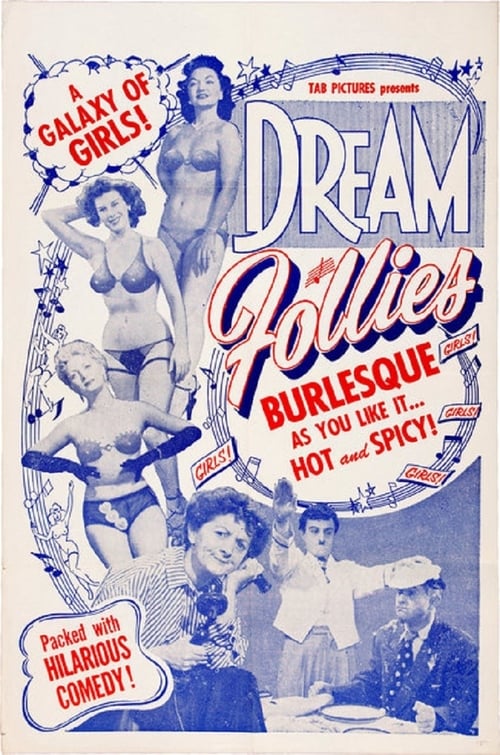 A
GALAXY OF
GIRLS!
TAB PICTURES presents
DREAM
Follies
BURLESQUE
AS YOU LIKE IT...
HOT and SPICY!
GIRLS!
GIRLS!
GIRLS!
GIRLS!
Packed with
HILARIOUS
COMEDY!